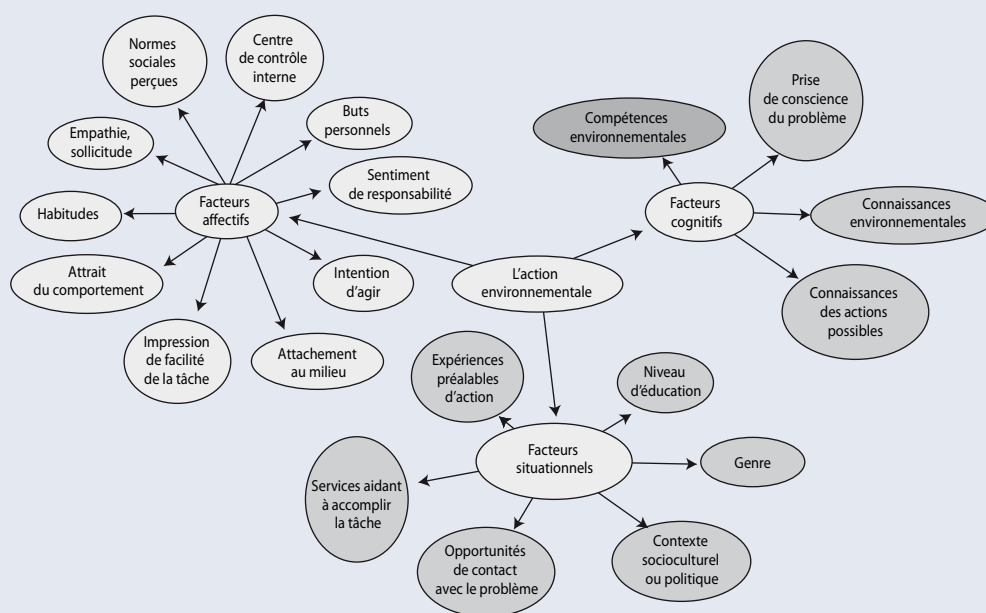 Normes
sociales
perçues
Centre
de contrôle
interne
Buts
personnels
Empathie,
sollicitude
Sentiment
de responsabilité
Facteurs
affectifs
Habitudes
Attrait
du comportement
Intention
d'agir
Impression
de facilité
de la tâche
Attachement
au milieu
L'action
environnementale
Compétences
environnementales
Prise
de conscience
du problème
Facteurs
cognitifs
Connaissances
environnementales
Connaissances
des actions
possibles
Expériences
préalables
d'action
Niveau
d'éducation
Facteurs
situationnels
Genre
Services aidant
à accomplir
la tâche
Opportunités
de contact
avec le problème
Contexte
socioculturel
ou politique